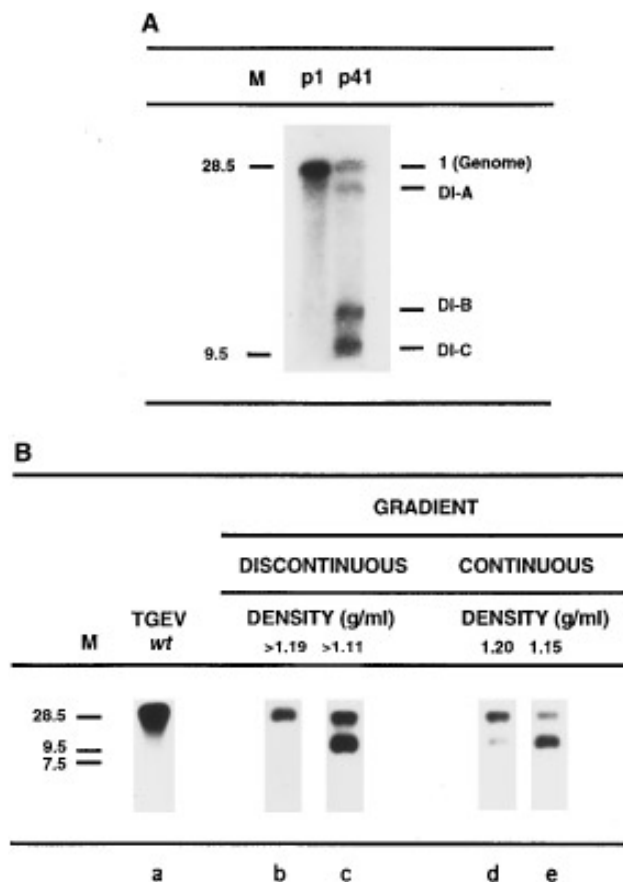 A
M p1 p41
28.5 1 (Genome)
DI-A
DI-B
9.5 DI-C
B
GRADIENT
DISCONTINUOUS CONTINUOUS
TGEV DENSITY (g/ml) DENSITY (g/ml)
M wt >1.19 >1.11 1.20 1.15
28.5
9.5
7.5
a b c d e